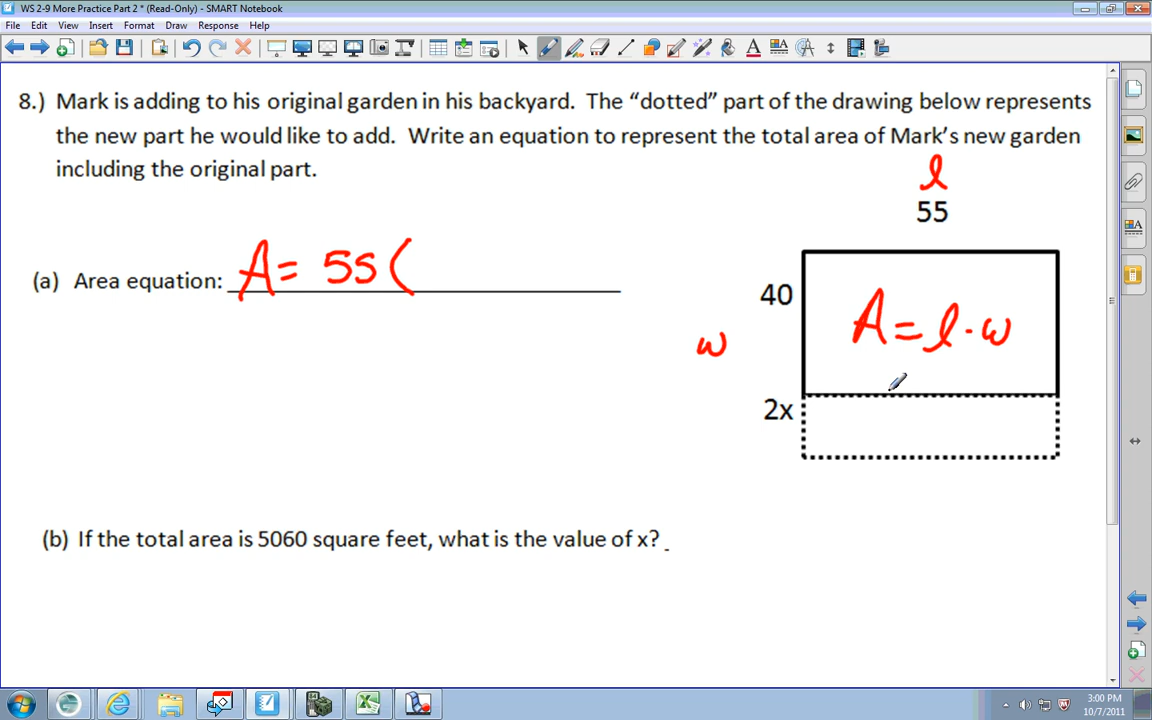 WS 2-9 More Practice Part 2 * (Read-Only) - SMART Notebook
File Edit View Insert Format Draw Response Help
8.) Mark is adding to his original garden in his backyard. The “dotted” part of the drawing below represents
the new part he would like to add. Write an equation to represent the total area of Mark’s new garden
including the original part.
l
55
(a) Area equation: A = 55 (
40
A = l · w
w
2x
(b) If the total area is 5060 square feet, what is the value of x?
3:00 PM
10/7/2011